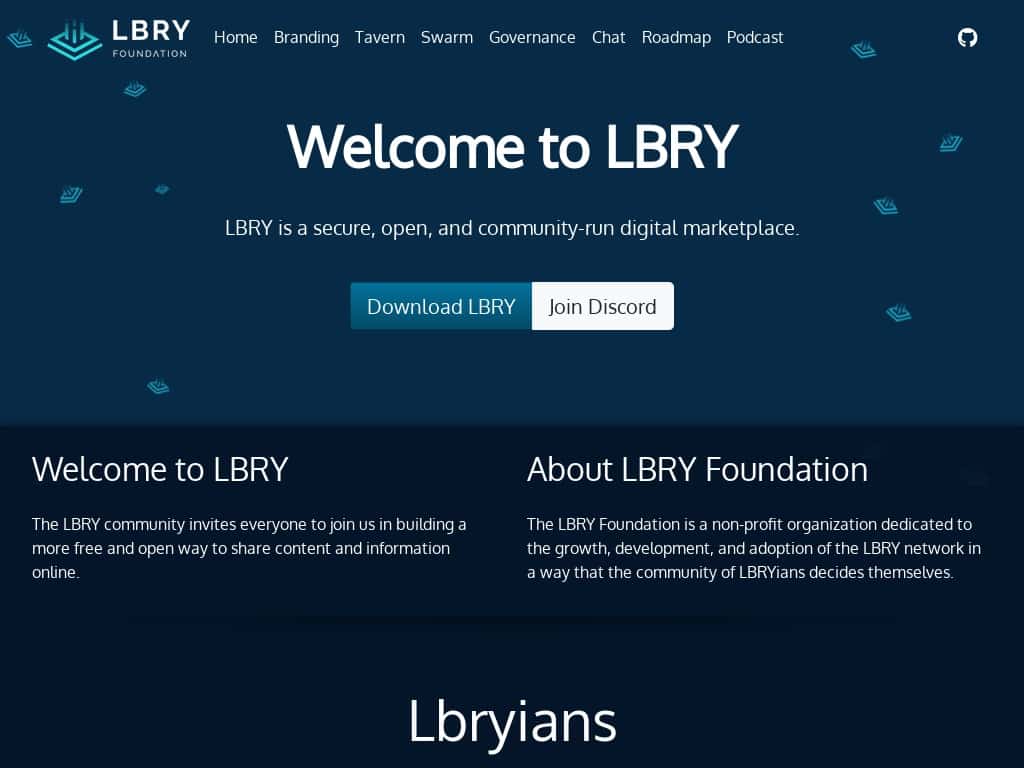 LBRY
FOUNDATION
Home Branding Tavern Swarm Governance Chat Roadmap Podcast
Welcome to LBRY
LBRY is a secure, open, and community-run digital marketplace.
Download LBRY Join Discord
Welcome to LBRY
The LBRY community invites everyone to join us in building a
more free and open way to share content and information
online.
About LBRY Foundation
The LBRY Foundation is a non-profit organization dedicated to
the growth, development, and adoption of the LBRY network in
a way that the community of LBRYians decides themselves.
Lbryians